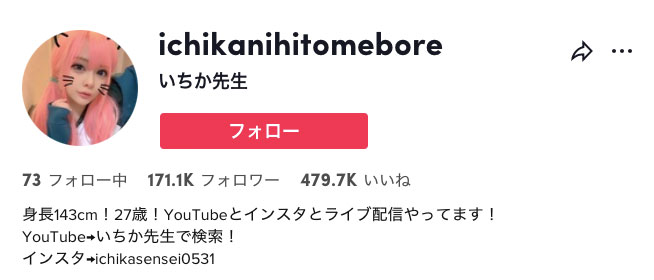 ichikanihitomebore
いちか先生
フォロー
73 フォロー中 171.1K フォロワー 479.7K いいね
身長143cm！27歳！YouTubeとインスタとライブ配信やってます！
YouTube➡いちか先生で検索！
インスタ➡ichikasensei0531